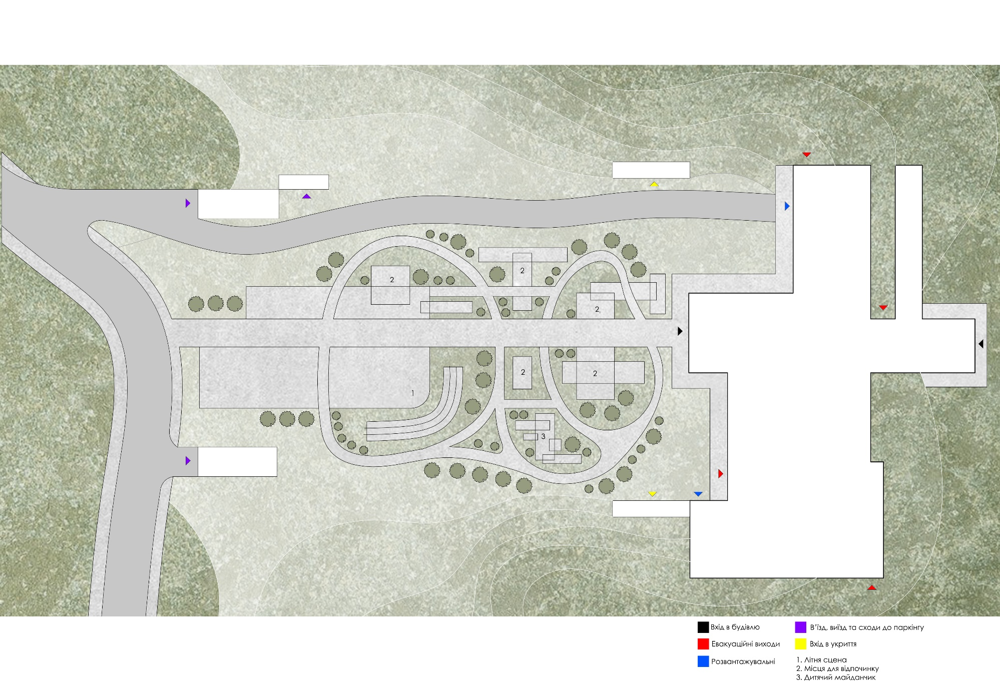 2
2
2
2
2
1
3
Вхід в будівлю
Евакуаційні виходи
Розвантажувальні
В'їзд, виїзд та сходи до паркінгу
Вхід в укриття
1. Літня сцена
2. Місця для відпочинку
3. Дитячий майданчик